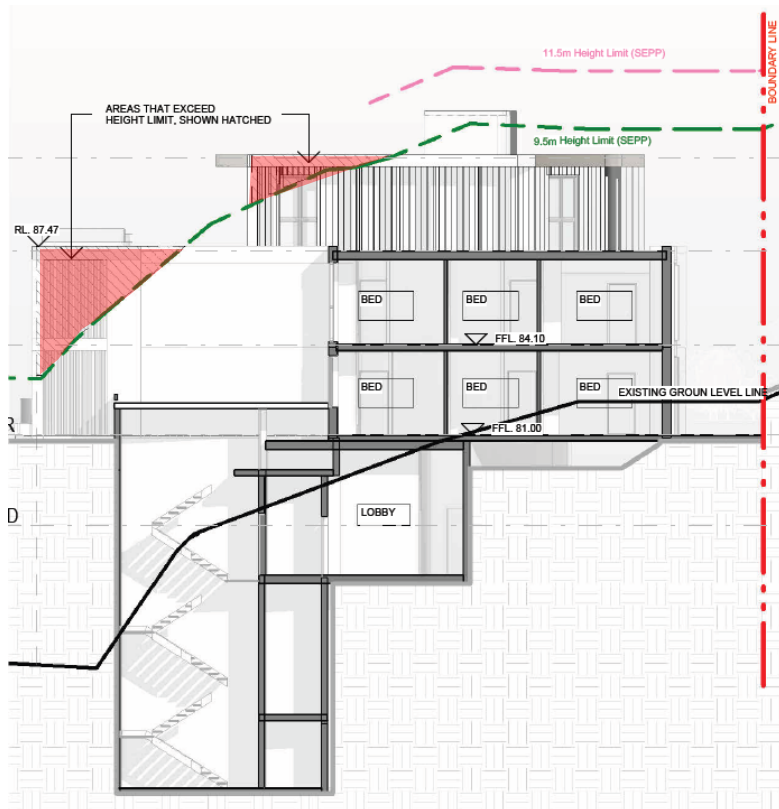 11.5m Height Limit (SEPP)
BOUNDARY LINE
AREAS THAT EXCEED
HEIGHT LIMIT, SHOWN HATCHED
9.5m Height Limit (SEPP)
RL. 87.47
BED
BED
BED
FFL. 84.10
BED
BED
BED
EXISTING GROUN LEVEL LINE
R
FFL. 81.00
LOBBY
D